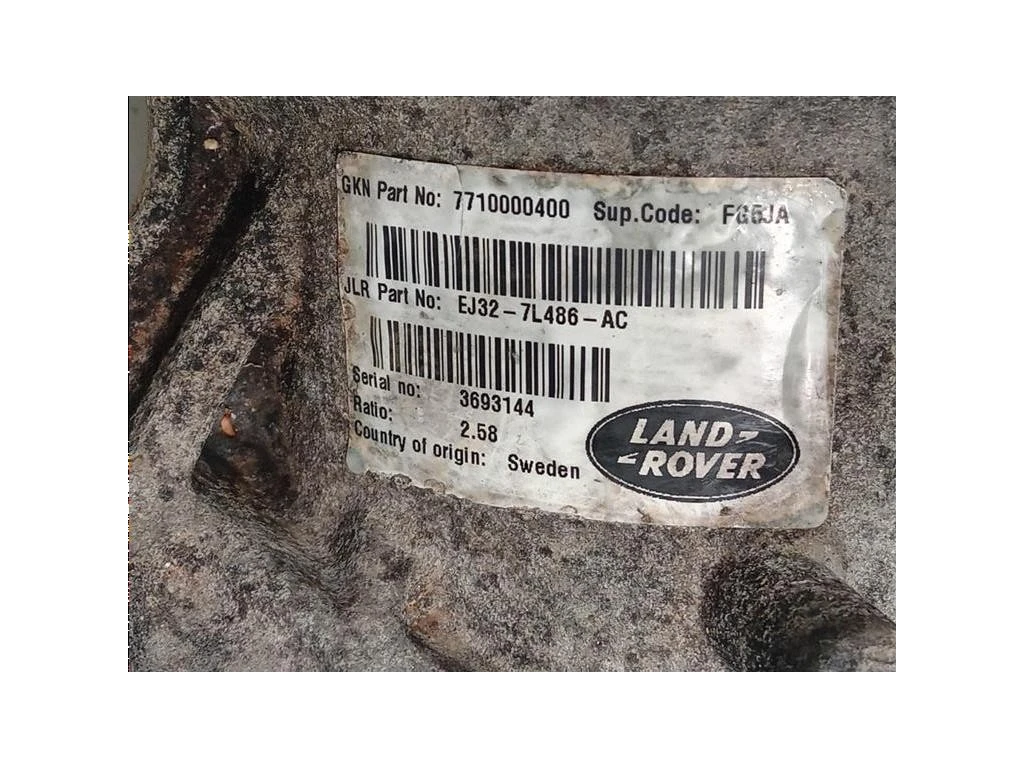 GKN Part No: 7710000400 Sup.Code: FG5JA
JLR Part No: EJ32-7L486-AC
Serial no: 3693144
Ratio: 2.58
Country of origin: Sweden
LAND
ROVER